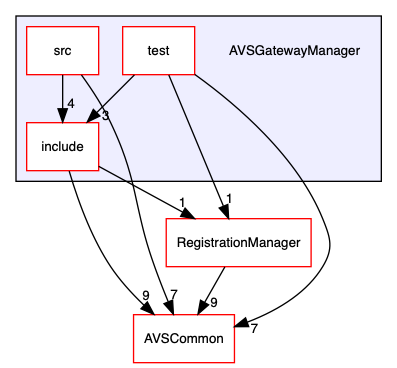 src
test
AVSGatewayManager
4
3
include
1
1
RegistrationManager
9
7
9
7
AVSCommon